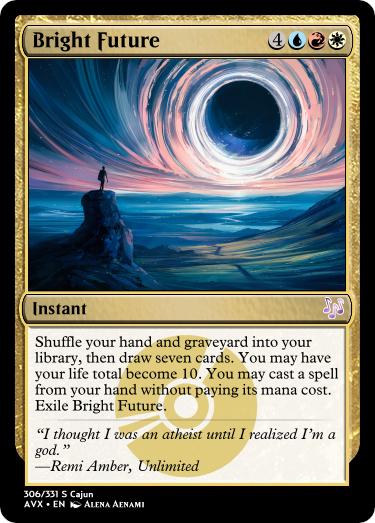 Bright Future 4
Instant
Shuffle your hand and graveyard into your
library, then draw seven cards. You may have
your life total become 10. You may cast a spell
from your hand without paying its mana cost.
Exile Bright Future.
“I thought I was an atheist until I realized I’m a
god.”
—Remi Amber, Unlimited
306/331 S Cajun
AVX • EN Alena Aenami